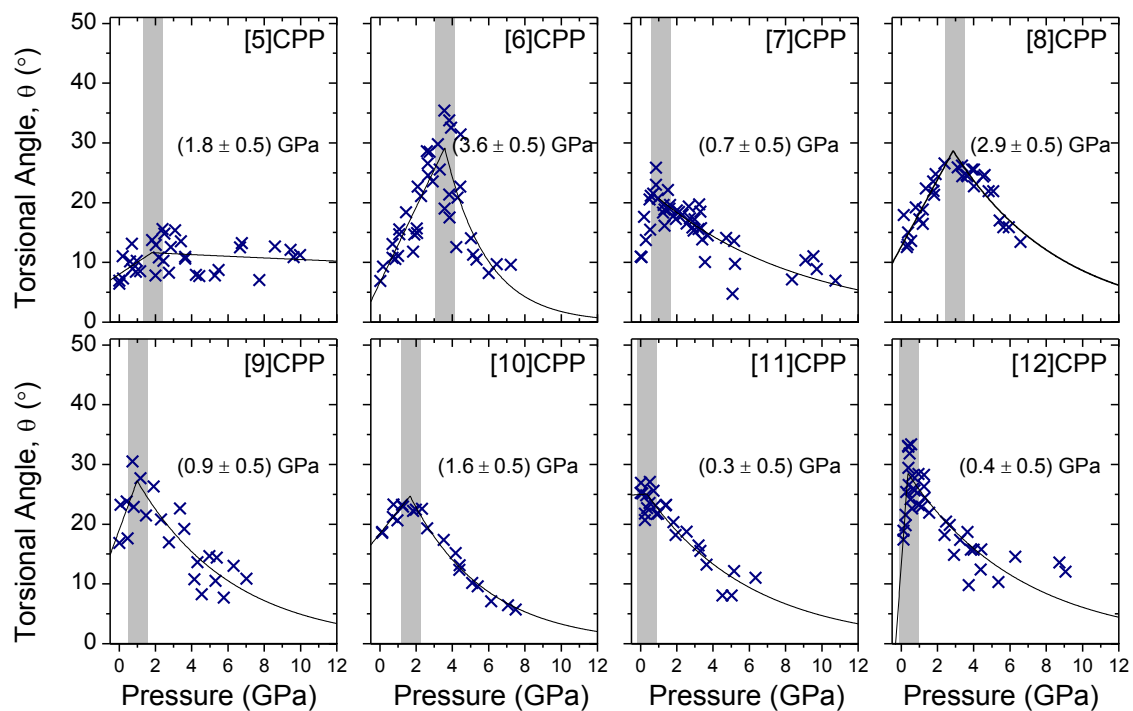 [5]CPP
[6]CPP
[7]CPP
[8]CPP
Torsional Angle, θ (°)
50
40
30
20
10
0
(1.8 ± 0.5) GPa
(3.6 ± 0.5) GPa
(0.7 ± 0.5) GPa
(2.9 ± 0.5) GPa
[9]CPP
[10]CPP
[11]CPP
[12]CPP
Torsional Angle, θ (°)
50
40
30
20
10
0
(0.9 ± 0.5) GPa
(1.6 ± 0.5) GPa
(0.3 ± 0.5) GPa
(0.4 ± 0.5) GPa
0 2 4 6 8 10 12
0 2 4 6 8 10 12
0 2 4 6 8 10 12
0 2 4 6 8 10 12
Pressure (GPa)
Pressure (GPa)
Pressure (GPa)
Pressure (GPa)